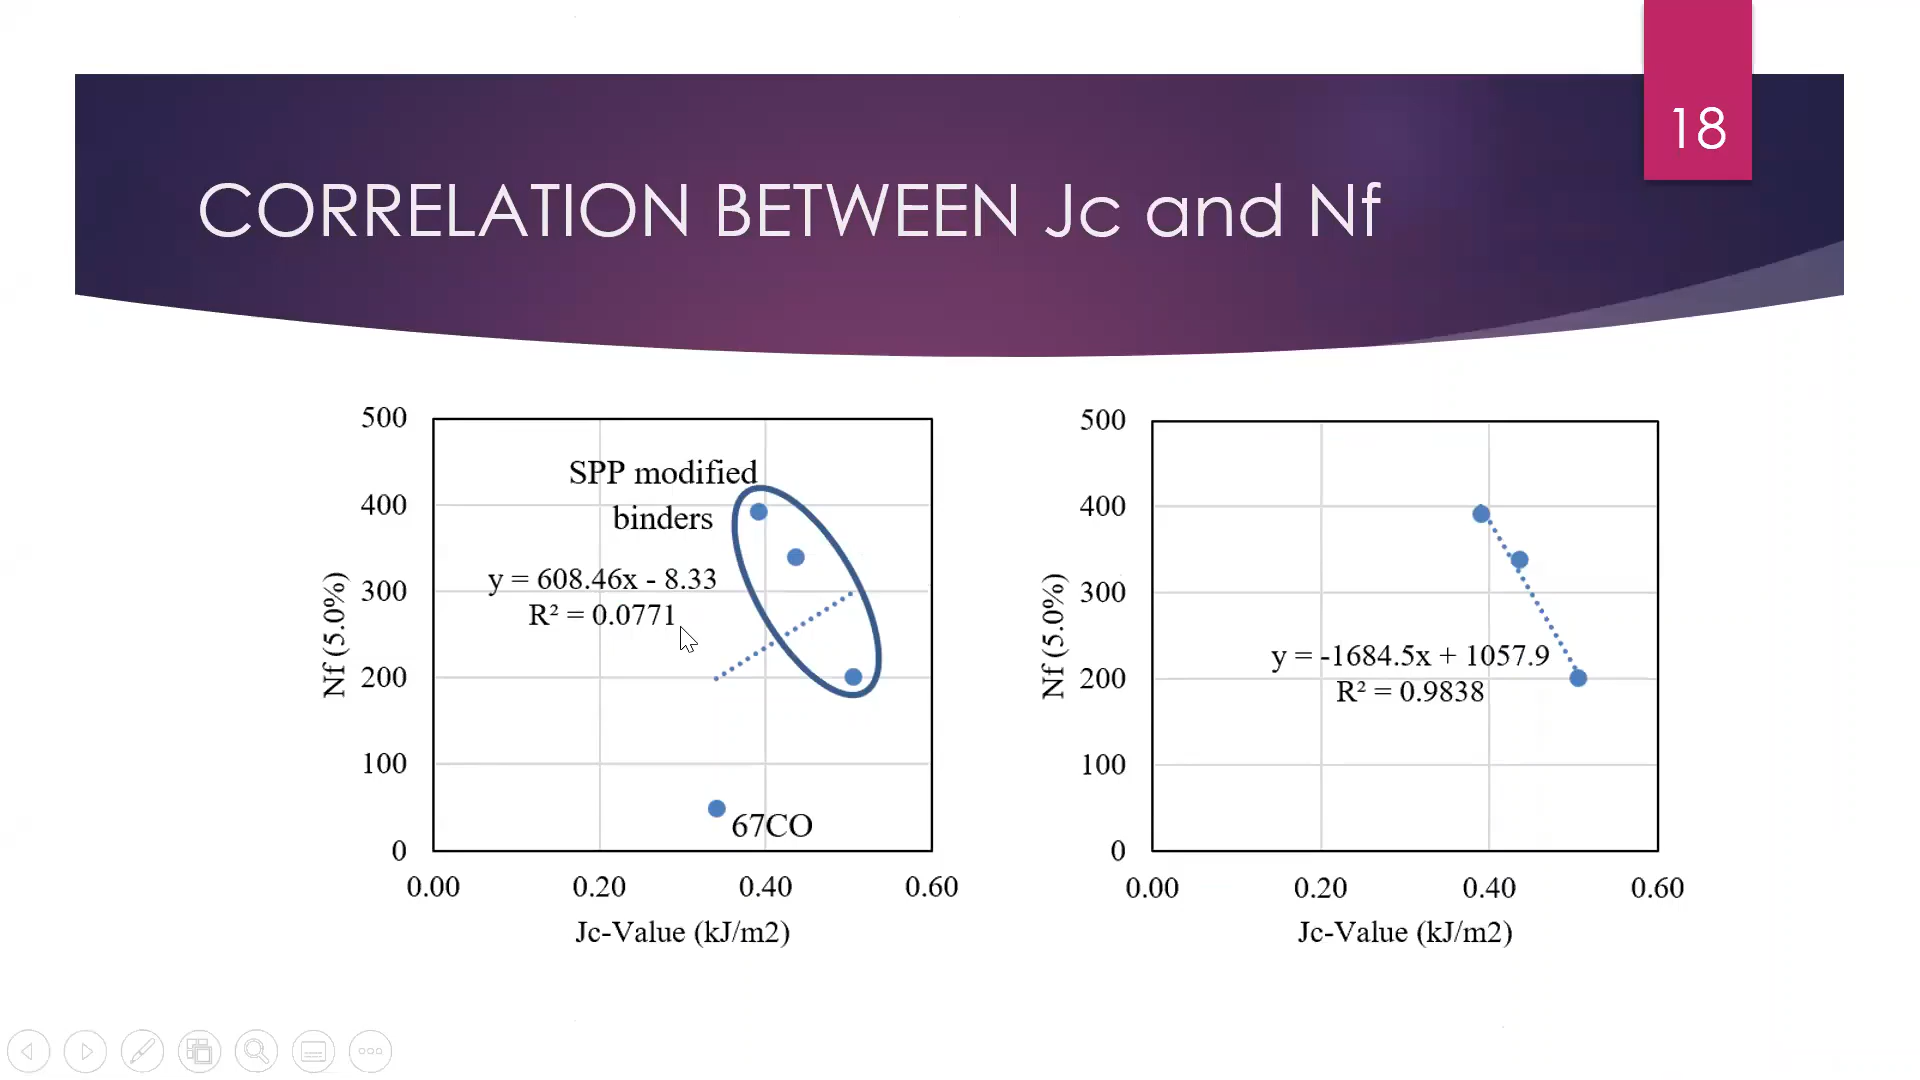 18
CORRELATION BETWEEN Jc and Nf
500
400
300
200
100
0
Nf (5.0%)
SPP modified
binders
y = 608.46x - 8.33
R² = 0.0771
67CO
0.00 0.20 0.40 0.60
Jc-Value (kJ/m2)
500
400
300
200
100
0
Nf (5.0%)
y = -1684.5x + 1057.9
R² = 0.9838
0.00 0.20 0.40 0.60
Jc-Value (kJ/m2)